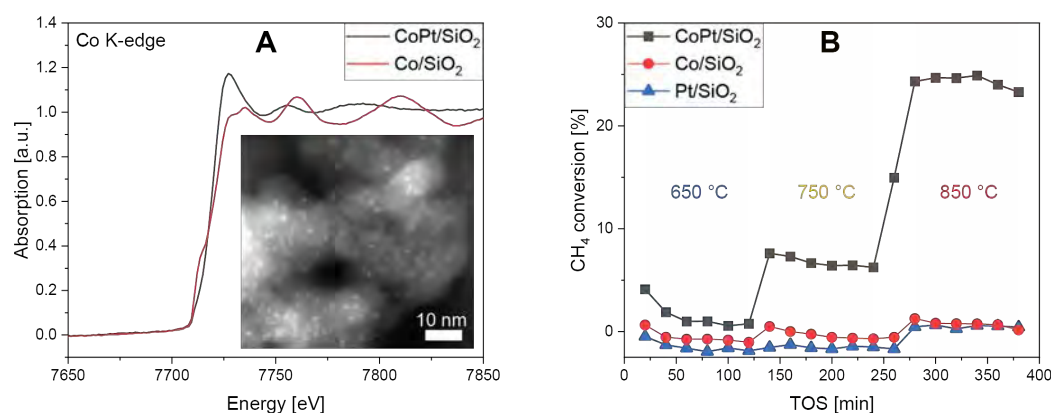 Co K-edge
A
CoPt/SiO₂
Co/SiO₂
1.4
1.2
1.0
0.8
0.6
0.4
0.2
0.0
Absorption [a.u.]
10 nm
7650
7700
7750
7800
7850
Energy [eV]
B
CoPt/SiO₂
Co/SiO₂
Pt/SiO₂
30
20
10
0
CH₄ conversion [%]
650 °C
750 °C
850 °C
0
50
100
150
200
250
300
350
400
TOS [min]